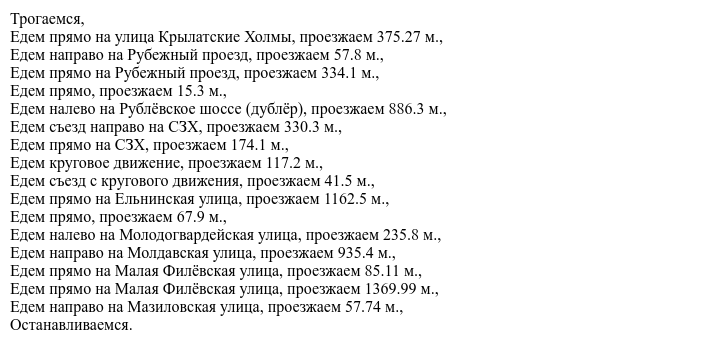 Трогаемся,
Едем прямо на улица Крылатские Холмы, проезжаем 375.27 м.,
Едем направо на Рубежный проезд, проезжаем 57.8 м.,
Едем прямо на Рубежный проезд, проезжаем 334.1 м.,
Едем прямо, проезжаем 15.3 м.,
Едем налево на Рублёвское шоссе (дублёр), проезжаем 886.3 м.,
Едем съезд направо на СЗХ, проезжаем 330.3 м.,
Едем прямо на СЗХ, проезжаем 174.1 м.,
Едем круговое движение, проезжаем 117.2 м.,
Едем съезд с кругового движения, проезжаем 41.5 м.,
Едем прямо на Ельнинская улица, проезжаем 1162.5 м.,
Едем прямо, проезжаем 67.9 м.,
Едем налево на Молодогвардейская улица, проезжаем 235.8 м.,
Едем направо на Молдавская улица, проезжаем 935.4 м.,
Едем прямо на Малая Филёвская улица, проезжаем 85.11 м.,
Едем прямо на Малая Филёвская улица, проезжаем 1369.99 м.,
Едем направо на Мазиловская улица, проезжаем 57.74 м.,
Останавливаемся.